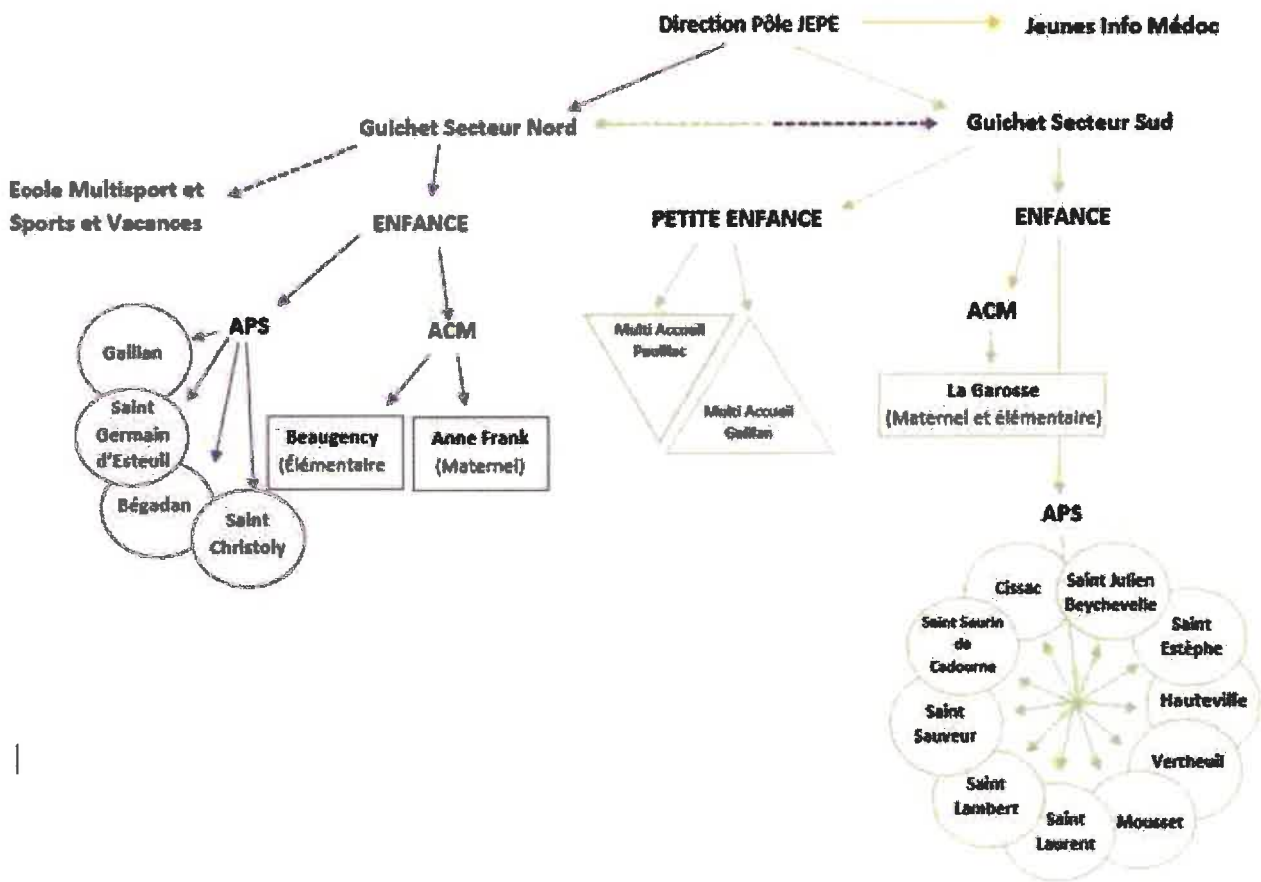 Direction Pôle JEPE
Jeunes Info Médoc
Guichet Secteur Nord
Guichet Secteur Sud
Ecole Multisport et
Sports et Vacances
ENFANCE
PETITE ENFANCE
ENFANCE
APS
ACM
ACM
Gaillan
Saint
Germain
d'Esteuil
Bégadan
Saint
Christoly
Beaugency
(Élémentaire
Anne Frank
(Maternel)
Multi Accueil
Pauillac
Multi Accueil
Gaillan
La Garosse
(Maternel et élémentaire)
APS
Cissac
Saint Julien
Beychevelle
Saint
Estèphe
Hauteville
Vertheuil
Mousset
Saint
Laurent
Saint
Lambert
Saint
Sauveur
Saint Saurin
de
Cadourne